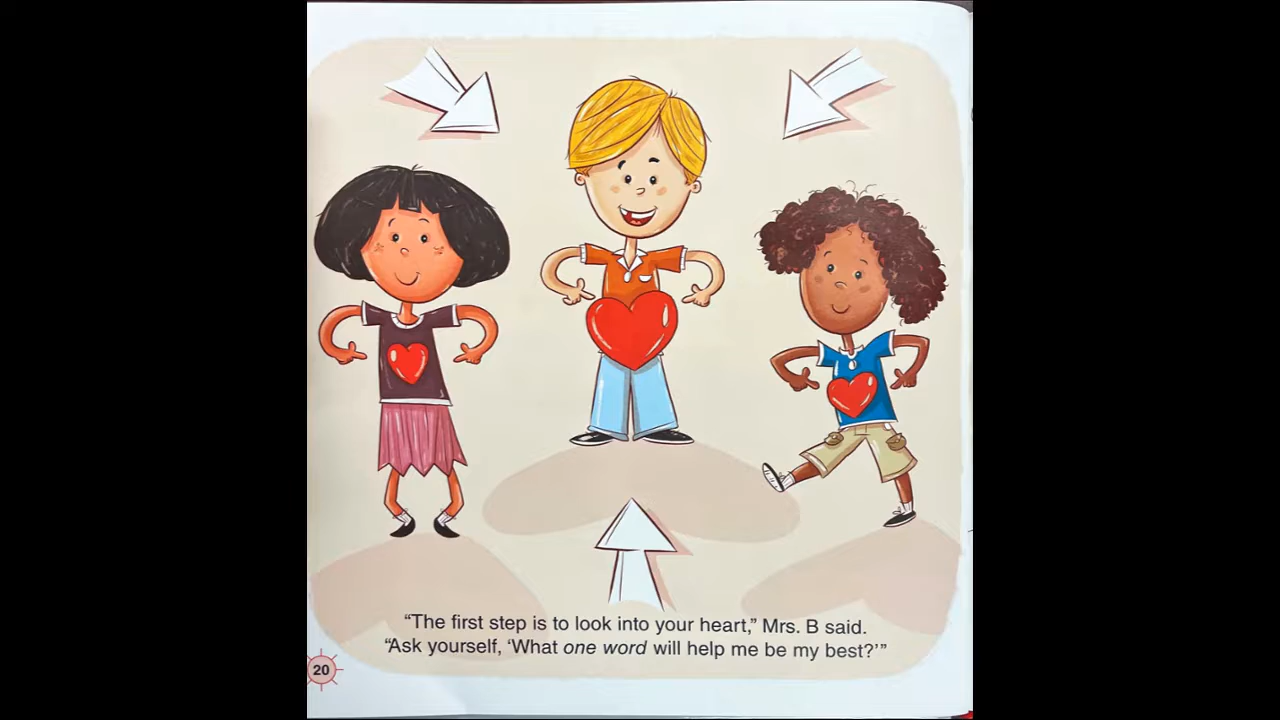 “The first step is to look into your heart,” Mrs. B said.
“Ask yourself, ‘What one word will help me be my best?’”
20